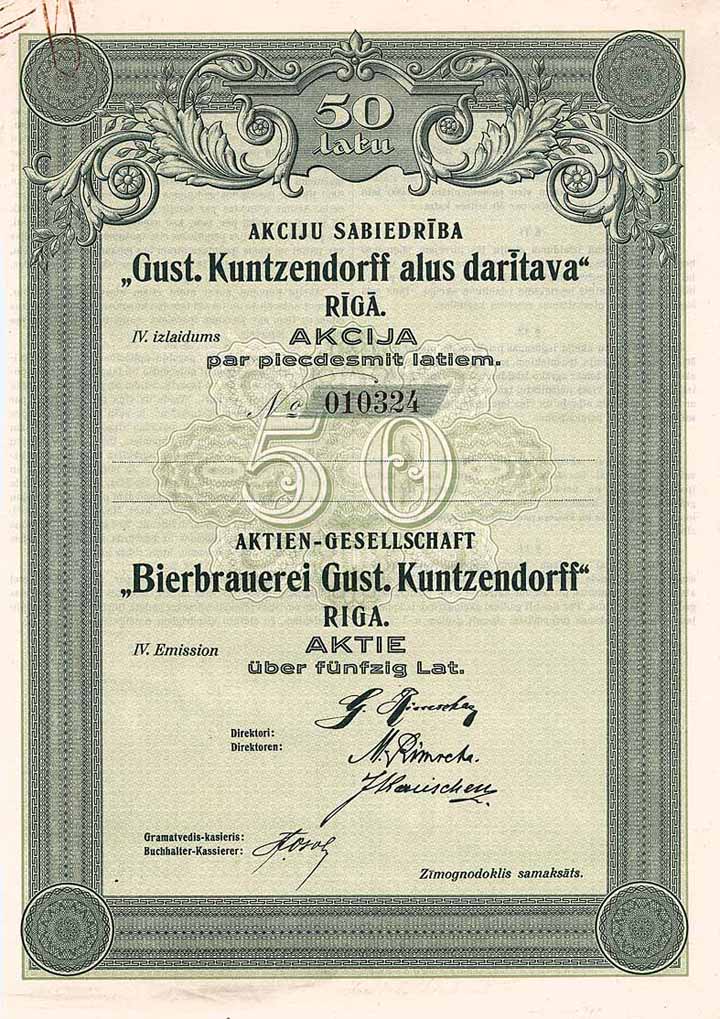 50
latu
AKCIJU SABIEDRĪBA
„Gust. Kuntzendorff alus darītava“
RĪGĀ.
IV. izlaidums
AKCIJA
par piecdesmit latiem.
No 010324
50
AKTIEN-GESELLSCHAFT
„Bierbrauerei Gust. Kuntzendorff“
RIGA.
IV. Emission
AKTIE
über fünfzig Lat.
Direktori:
Direktoren:
Gramatvedis-kasieris:
Buchhalter-Kassierer:
Zīmognodoklis samaksāts.